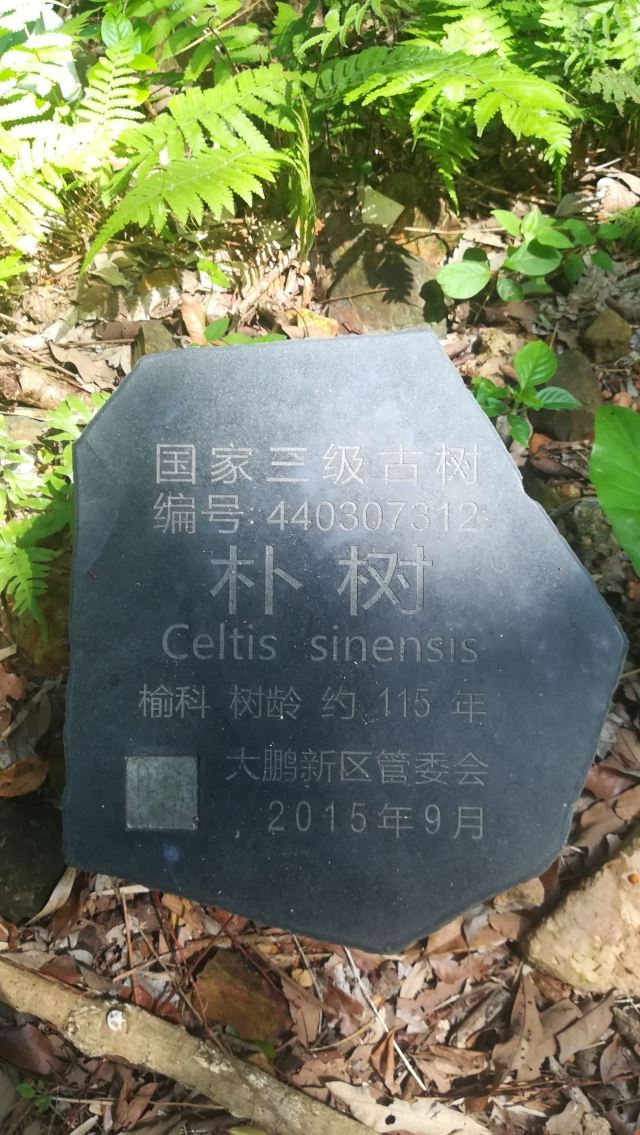 国家三级古树
编号: 440307312
朴树
Celtis sinensis
榆科 树龄 约 115 年
大鹏新区管委会
2015年9月